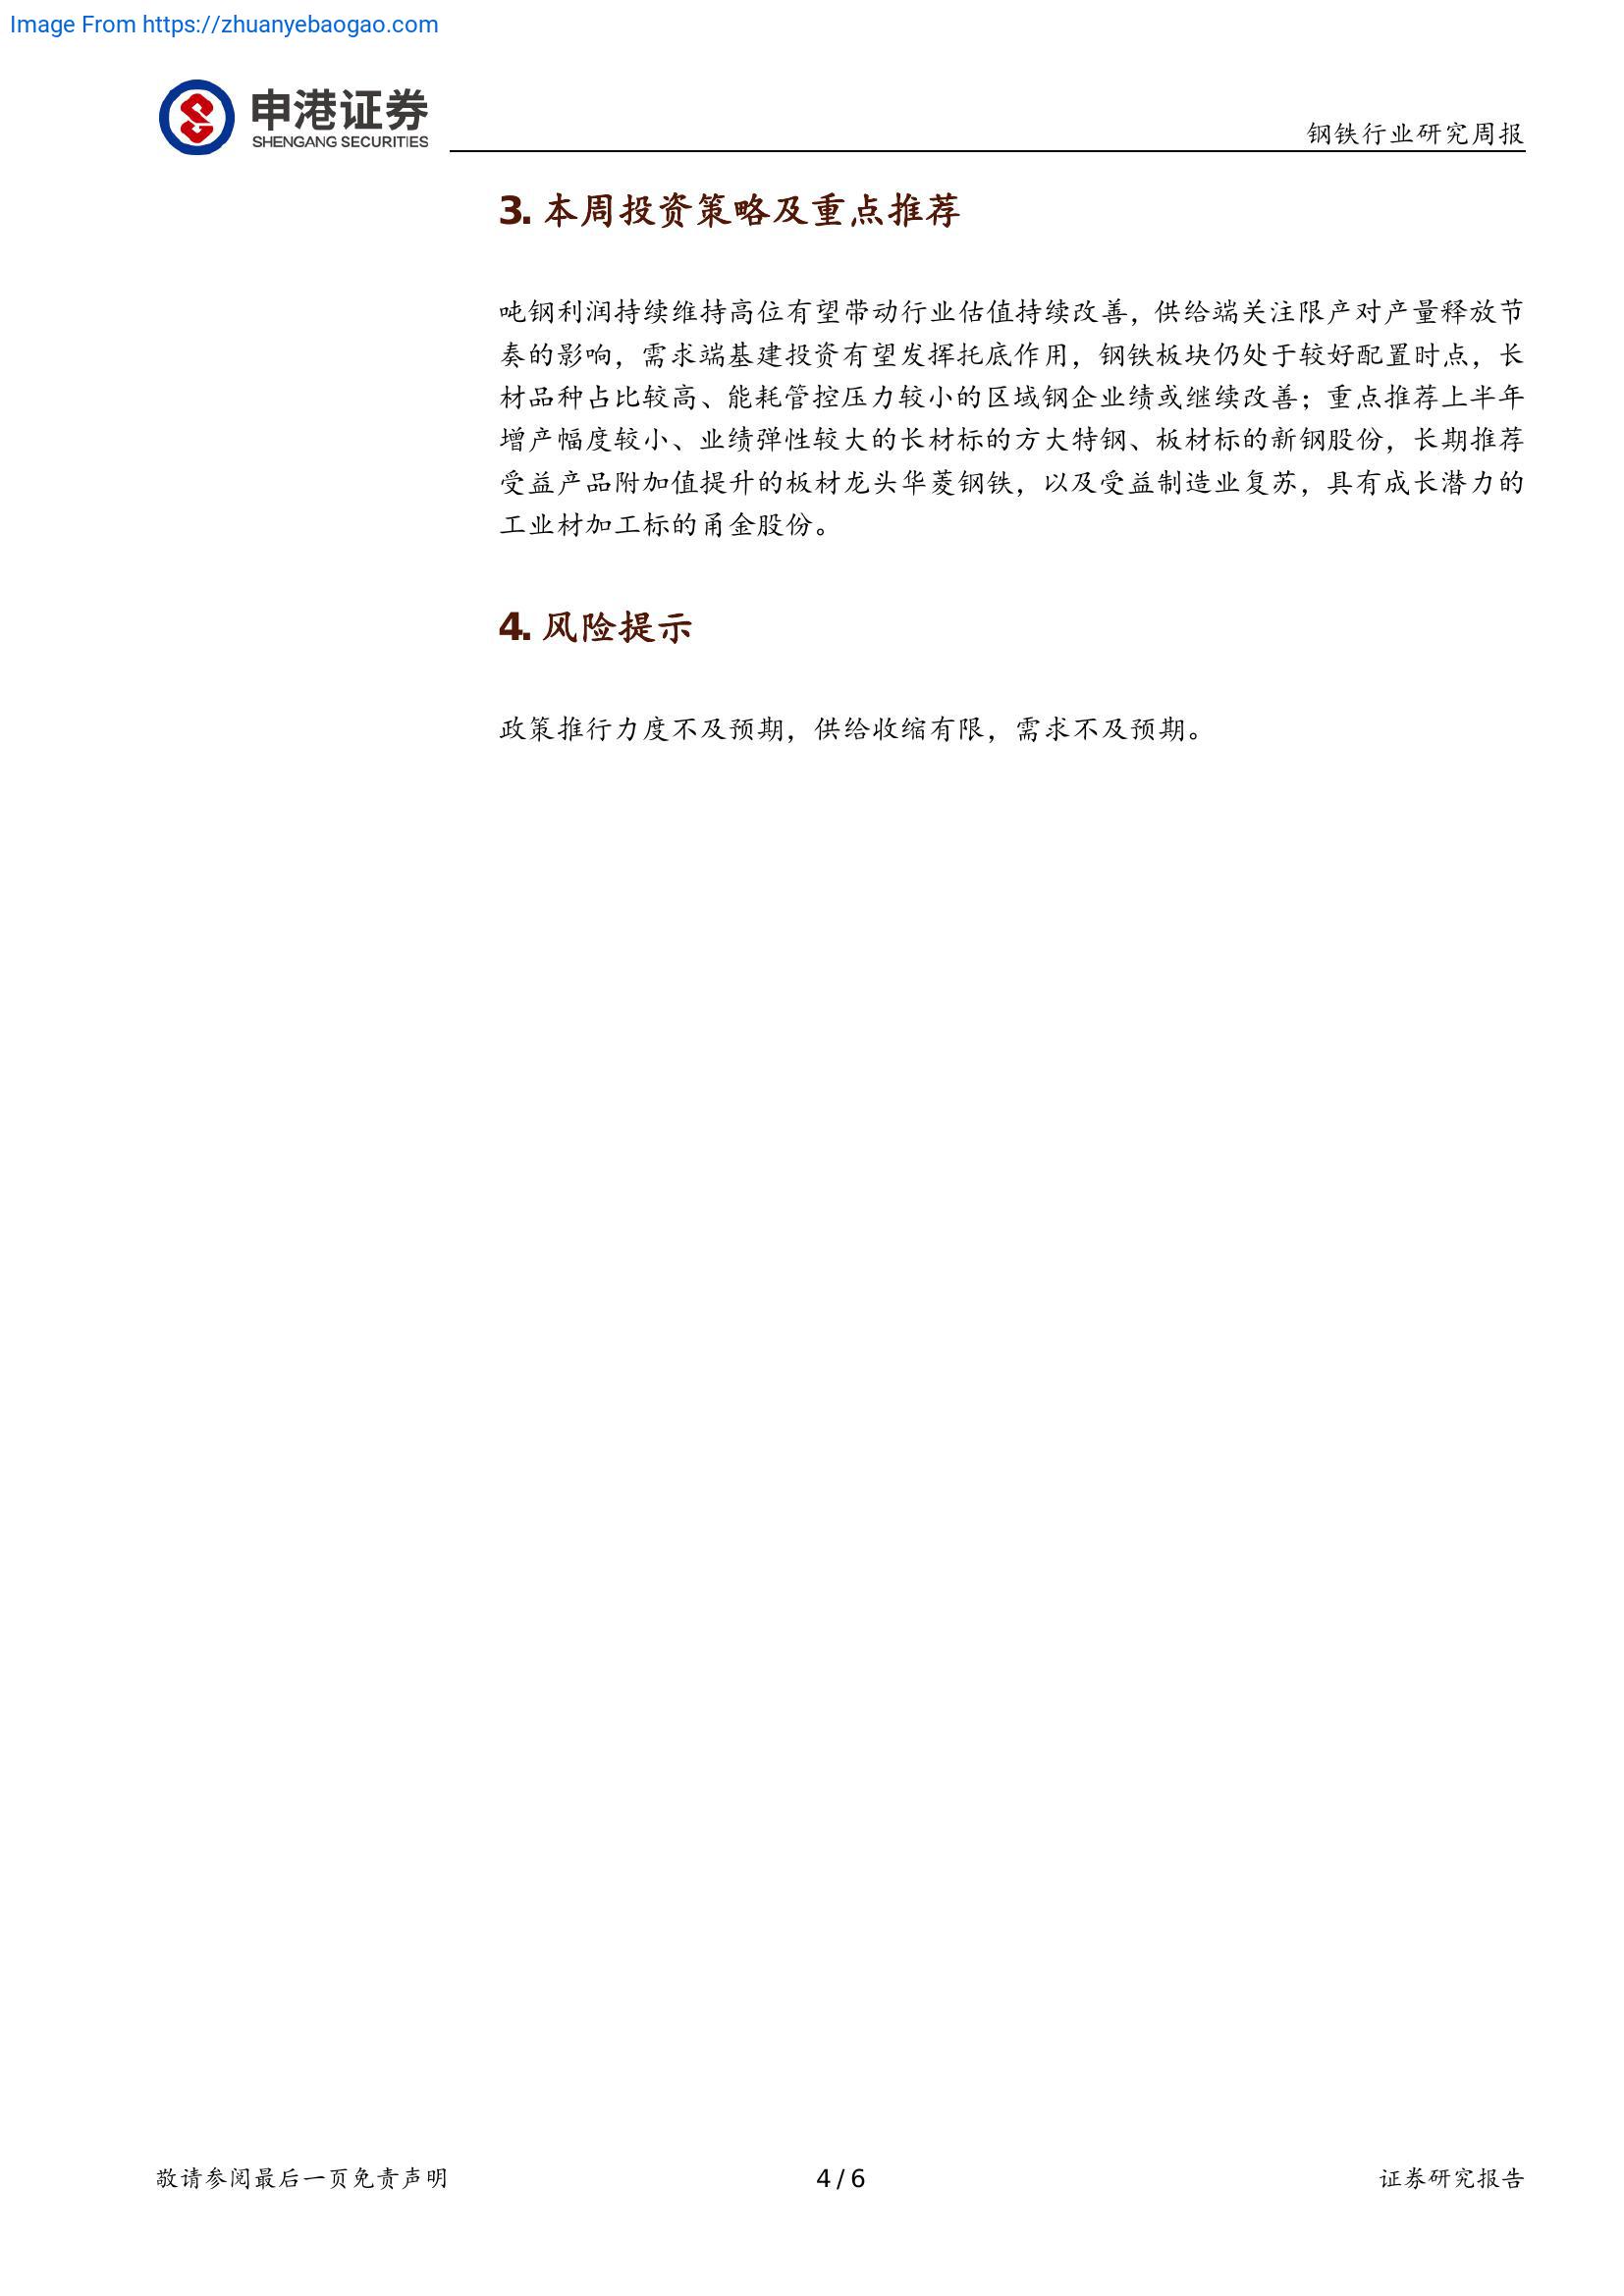 Image From https://zhuanyebaogao.com
申港证券
SHENGANG SECURITIES
钢铁行业研究周报
3. 本周投资策略及重点推荐
吨钢利润持续维持高位有望带动行业估值持续改善，供给端关注限产对产量释放节
奏的影响，需求端基建投资有望发挥托底作用，钢铁板块仍处于较好配置时点，长
材品种占比较高、能耗管控压力较小的区域钢企业绩或继续改善；重点推荐上半年
增产幅度较小、业绩弹性较大的长材标的方大特钢、板材标的新钢股份，长期推荐
受益产品附加值提升的板材龙头华菱钢铁，以及受益制造业复苏，具有成长潜力的
工业材加工标的甬金股份。
4. 风险提示
政策推行力度不及预期，供给收缩有限，需求不及预期。
敬请参阅最后一页免责声明
4 / 6
证券研究报告